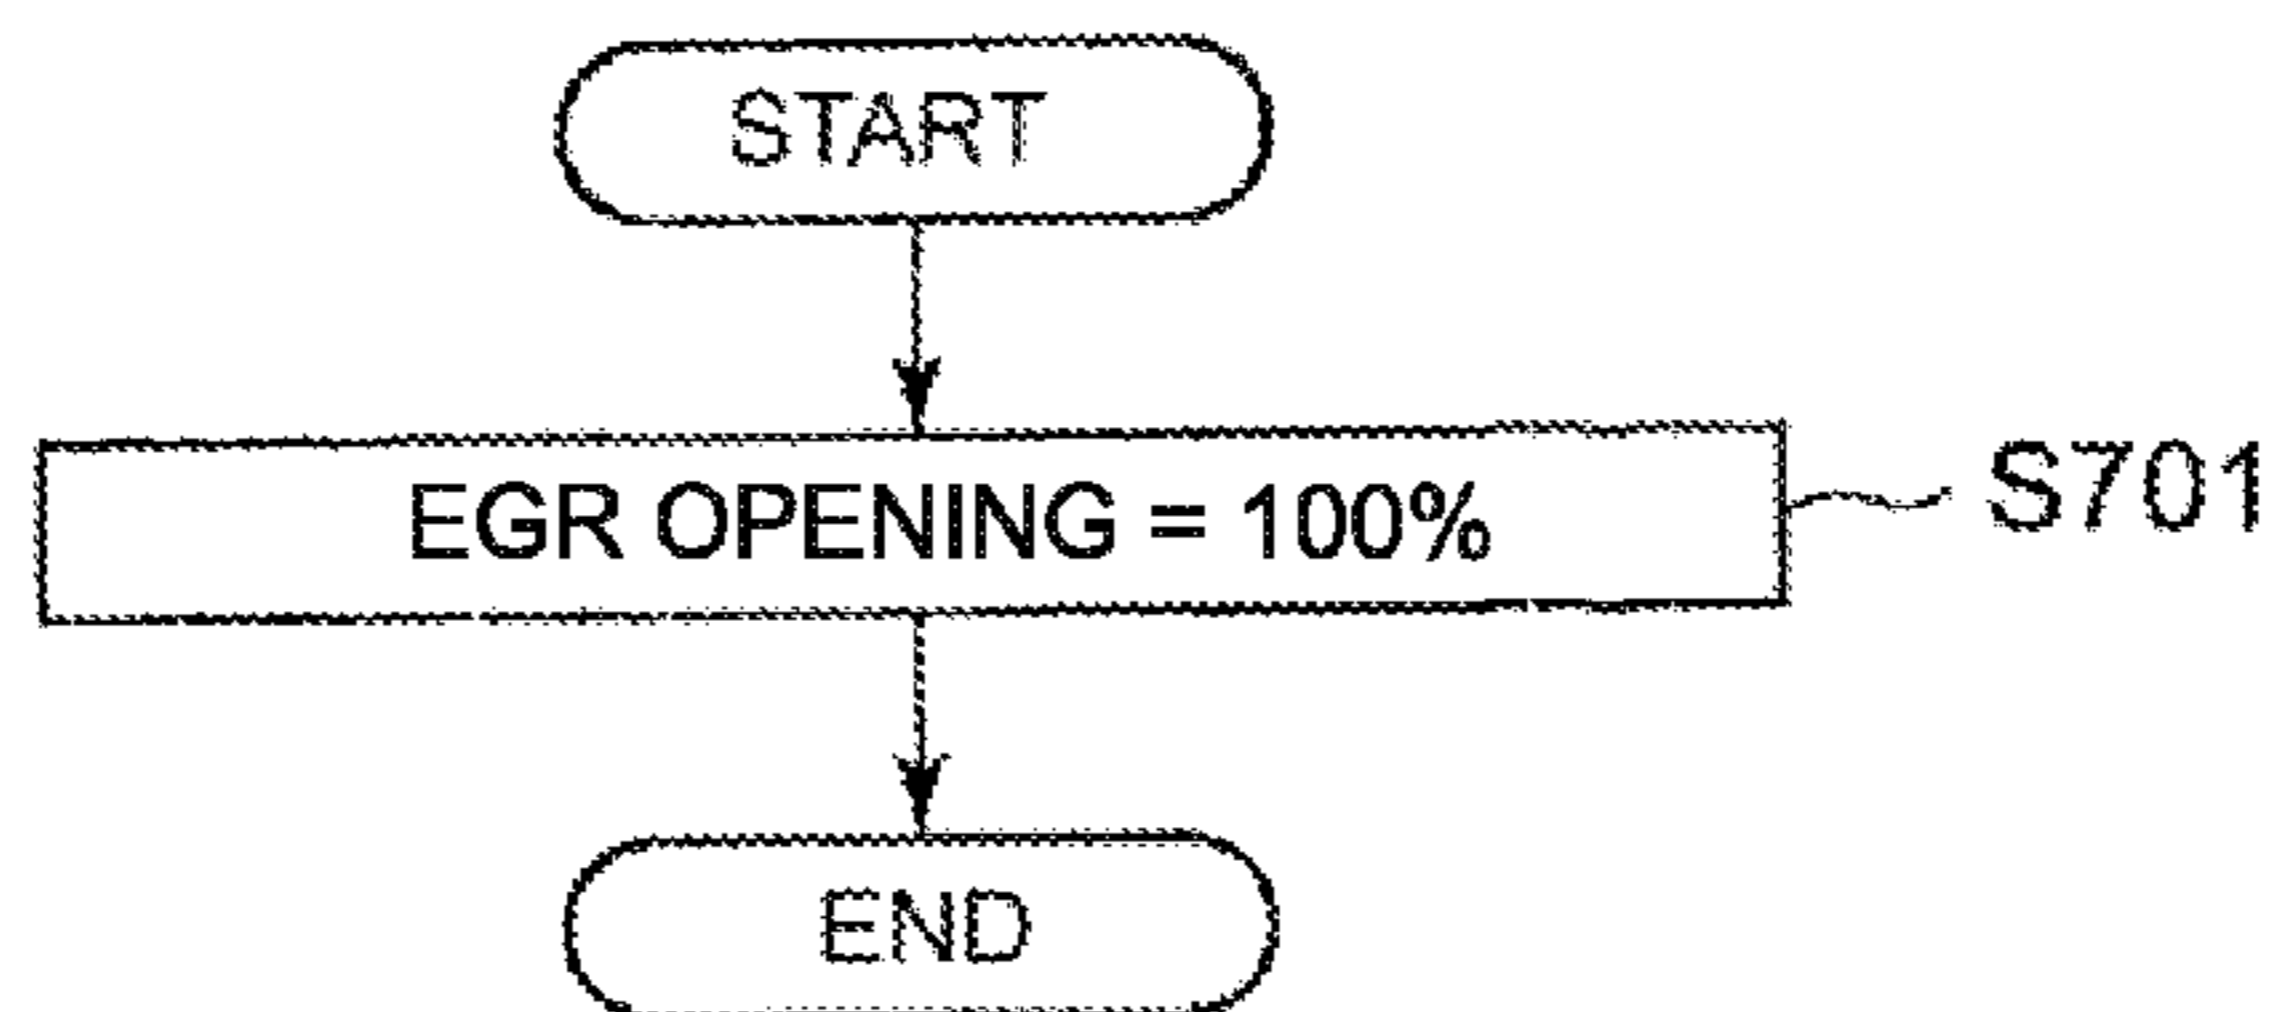 START
EGR OPENING = 100%
S701
END